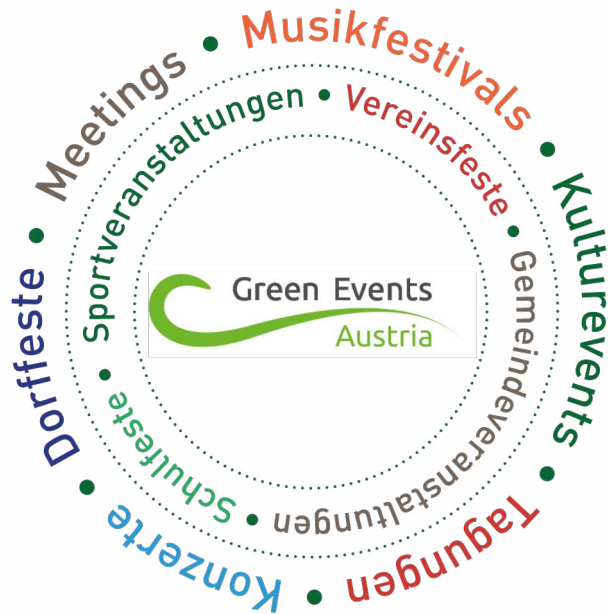 Meetings • Musikfestivals • Kulturevents • Tagungen • Konzerte • Dorffeste •
Sportveranstaltungen • Vereinsfeste • Gemeindeveranstaltungen • Schulfeste •
Green Events
Austria